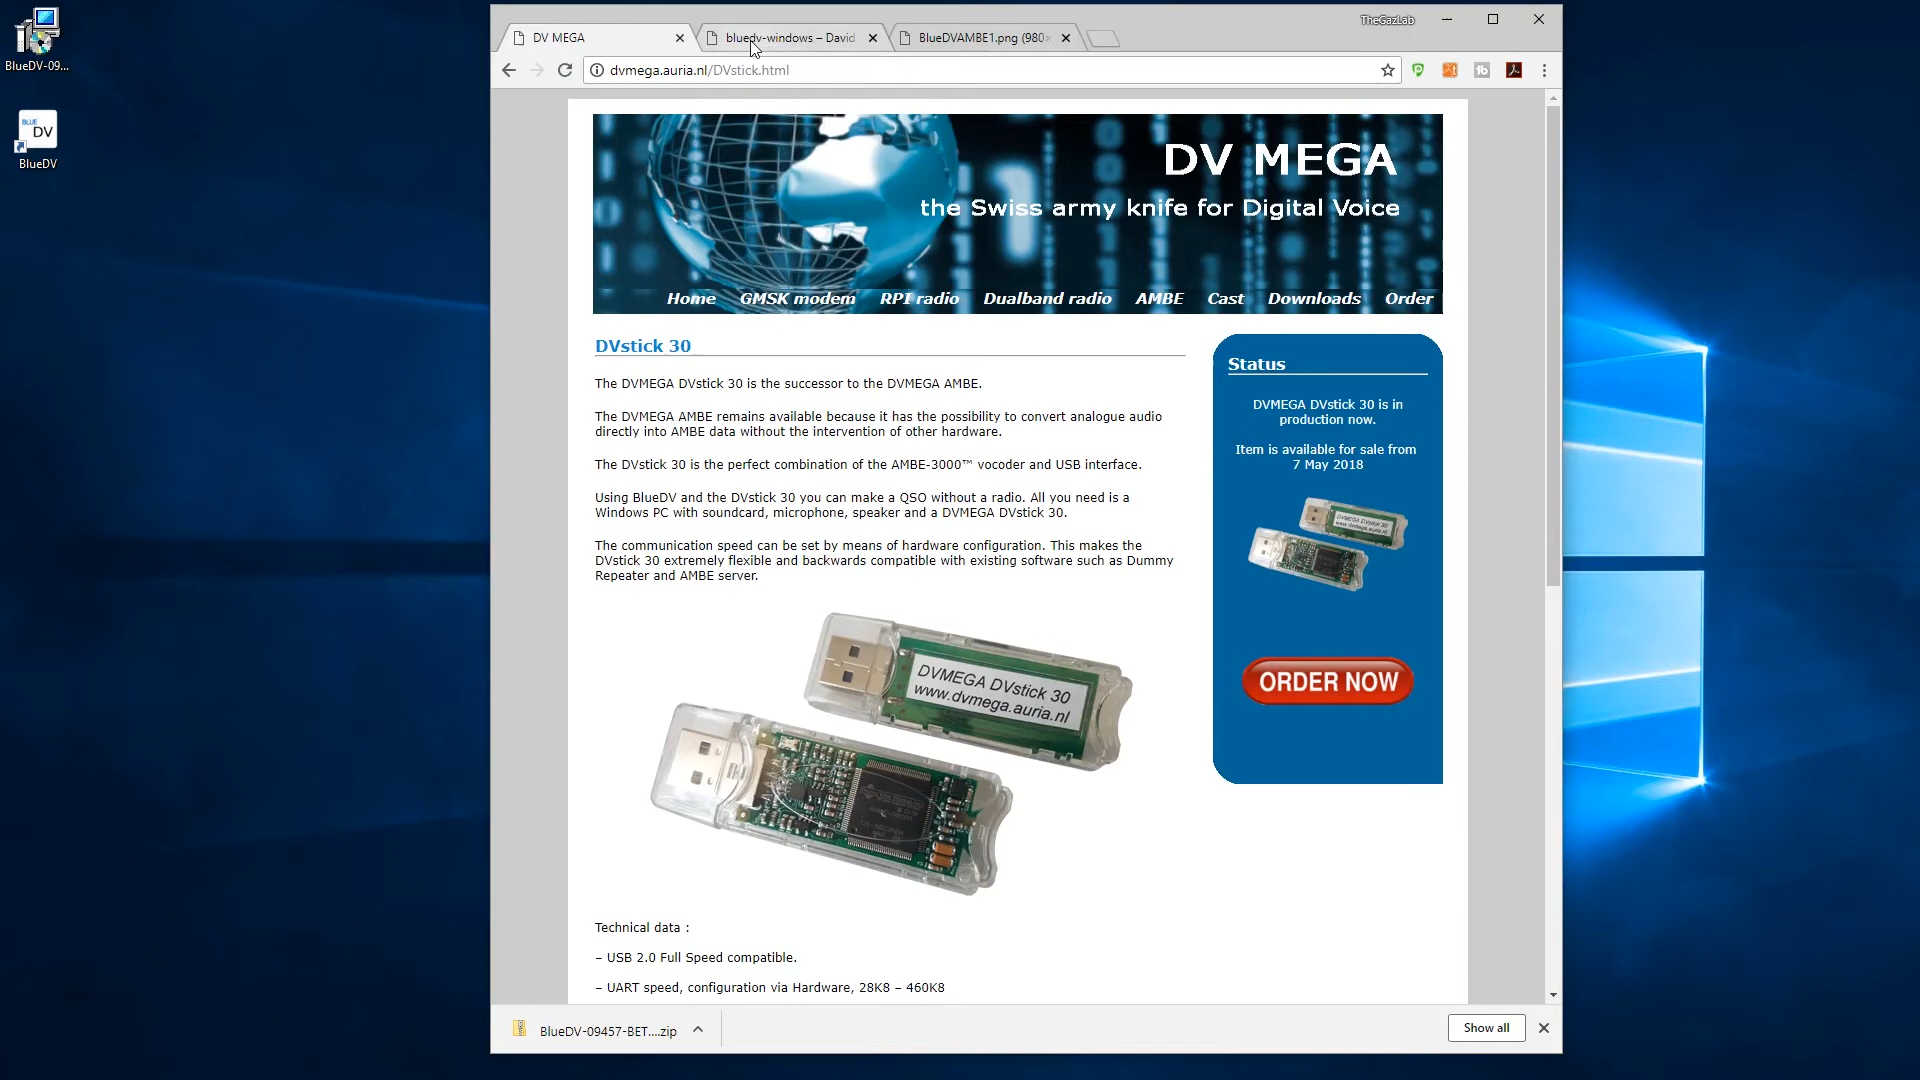 BlueDV-09...
BlueDV
TheGazLab
DV MEGA
bluedv-windows – David
BlueDVAMBE1.png (980×
dvmega.auria.nl/DVstick.html
DV MEGA
the Swiss army knife for Digital Voice
Home GMSK modem RPI radio Dualband radio AMBE Cast Downloads Order
DVstick 30
The DVMEGA DVstick 30 is the successor to the DVMEGA AMBE.
The DVMEGA AMBE remains available because it has the possibility to convert analogue audio
directly into AMBE data without the intervention of other hardware.
The DVstick 30 is the perfect combination of the AMBE-3000™ vocoder and USB interface.
Using BlueDV and the DVstick 30 you can make a QSO without a radio. All you need is a
Windows PC with soundcard, microphone, speaker and a DVMEGA DVstick 30.
The communication speed can be set by means of hardware configuration. This makes the
DVstick 30 extremely flexible and backwards compatible with existing software such as Dummy
Repeater and AMBE server.
DVMEGA DVstick 30
www.dvmega.auria.nl
Technical data :
– USB 2.0 Full Speed compatible.
– UART speed, configuration via Hardware, 28K8 – 460K8
Status
DVMEGA DVstick 30 is in
production now.
Item is available for sale from
7 May 2018
DVMEGA DVstick 30
www.dvmega.auria.nl
ORDER NOW
BlueDV-09457-BET....zip
Show all